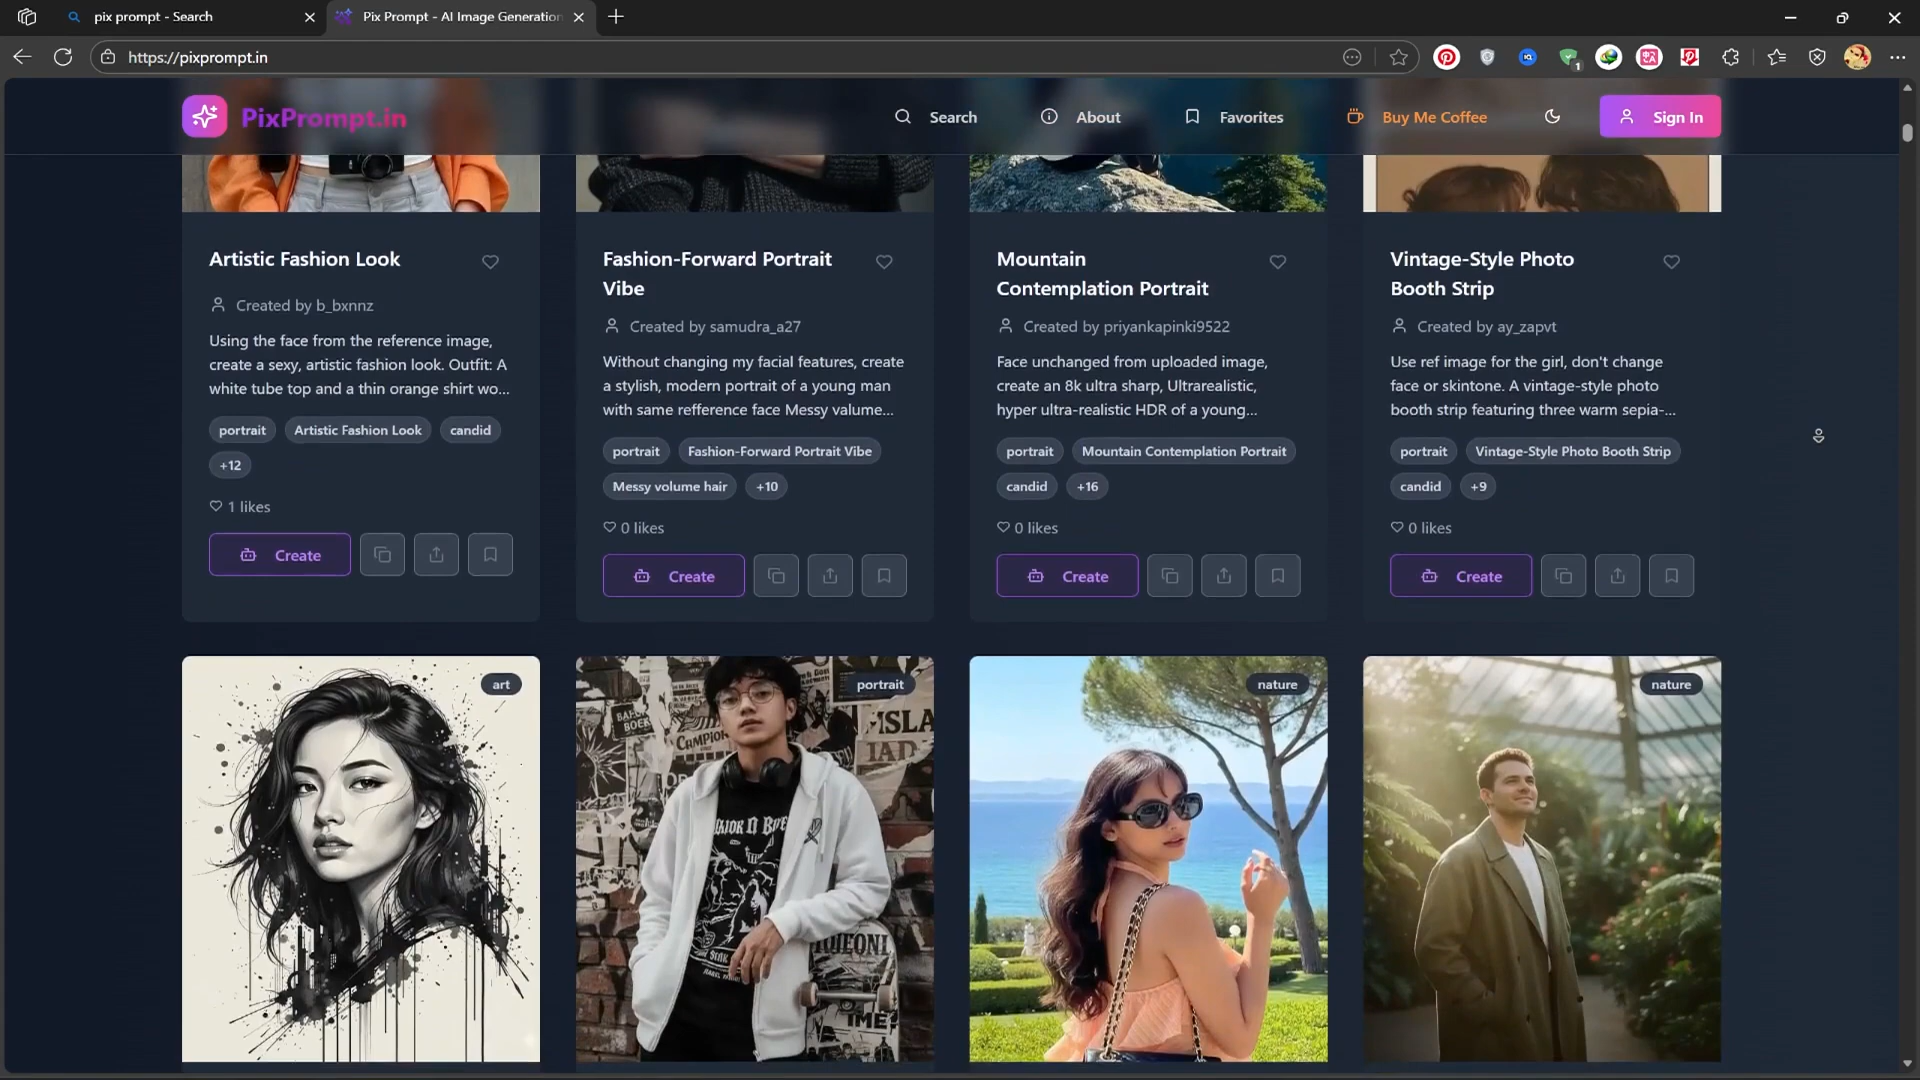 pix prompt - Search
Pix Prompt - AI Image Generation
https://pixprompt.in
1
PixPrompt.in
Search
About
Favorites
Buy Me Coffee
Sign In
Artistic Fashion Look
Created by b_bxnnz
Using the face from the reference image,
create a sexy, artistic fashion look. Outfit: A
white tube top and a thin orange shirt wo...
portrait
Artistic Fashion Look
candid
+12
1 likes
Create
Fashion-Forward Portrait
Vibe
Created by samudra_a27
Without changing my facial features, create
a stylish, modern portrait of a young man
with same refference face Messy valume...
portrait
Fashion-Forward Portrait Vibe
Messy volume hair
+10
0 likes
Create
Mountain
Contemplation Portrait
Created by priyankapinki9522
Face unchanged from uploaded image,
create an 8k ultra sharp, Ultrarealistic,
hyper ultra-realistic HDR of a young...
portrait
Mountain Contemplation Portrait
candid
+16
0 likes
Create
Vintage-Style Photo
Booth Strip
Created by ay_zapvt
Use ref image for the girl, don't change
face or skintone. A vintage-style photo
booth strip featuring three warm sepia-...
portrait
Vintage-Style Photo Booth Strip
candid
+9
0 likes
Create
art
portrait
nature
nature